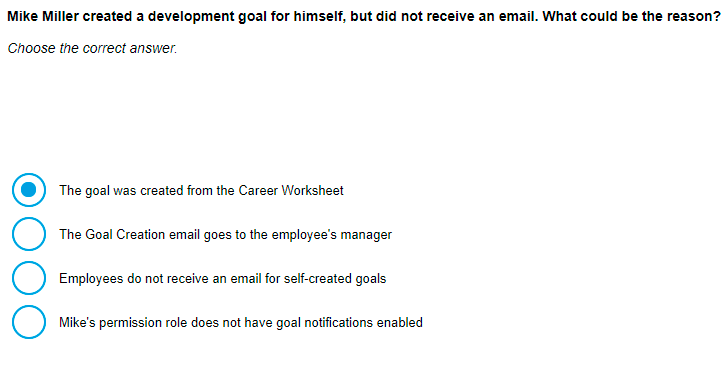 Mike Miller created a development goal for himself, but did not receive an email. What could be the reason?
Choose the correct answer.
The goal was created from the Career Worksheet
The Goal Creation email goes to the employee's manager
Employees do not receive an email for self-created goals
Mike's permission role does not have goal notifications enabled